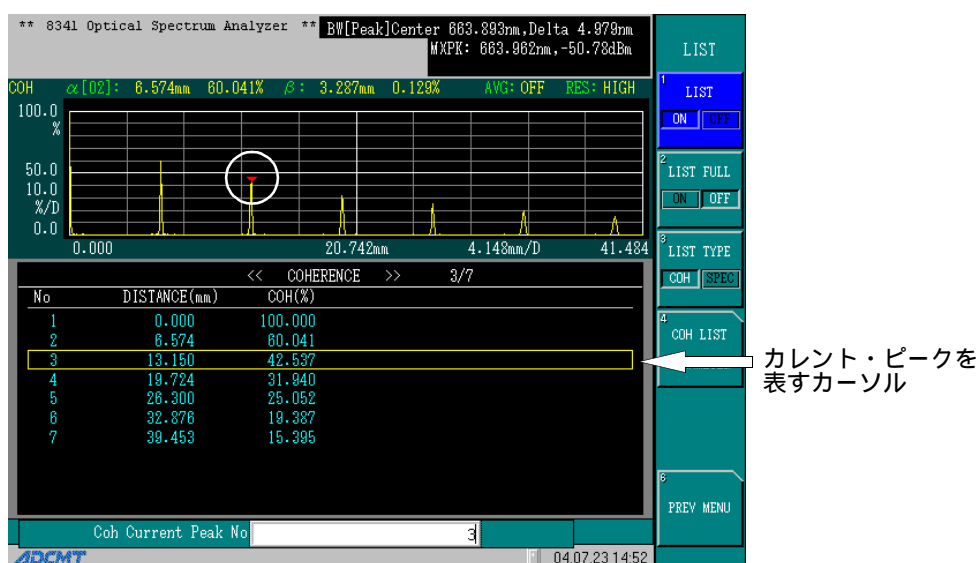 ** 8341 Optical Spectrum Analyzer **
BW[Peak]Center 663.893nm,Delta 4.979nm
MXPK: 663.962nm,-50.78dBm
COH α[02]: 6.574mm 60.041% β: 3.287mm 0.129% AVG: OFF RES: HIGH
100.0
%
50.0
10.0
%/D
0.0
0.000 20.742mm 4.148mm/D 41.484
<< COHERENCE >> 3/7
No DISTANCE(mm) COH(%)
1 0.000 100.000
2 6.574 60.041
3 13.150 42.537
4 19.724 31.940
5 26.300 25.052
6 32.876 19.387
7 39.453 15.395
Coh Current Peak No 3
ADCMT
04.07.23 14:52
LIST
1
LIST
ON OFF
2
LIST FULL
ON OFF
3
LIST TYPE
COH SPEC
4
COH LIST
6
PREV MENU
カレント・ピークを
表すカーソル